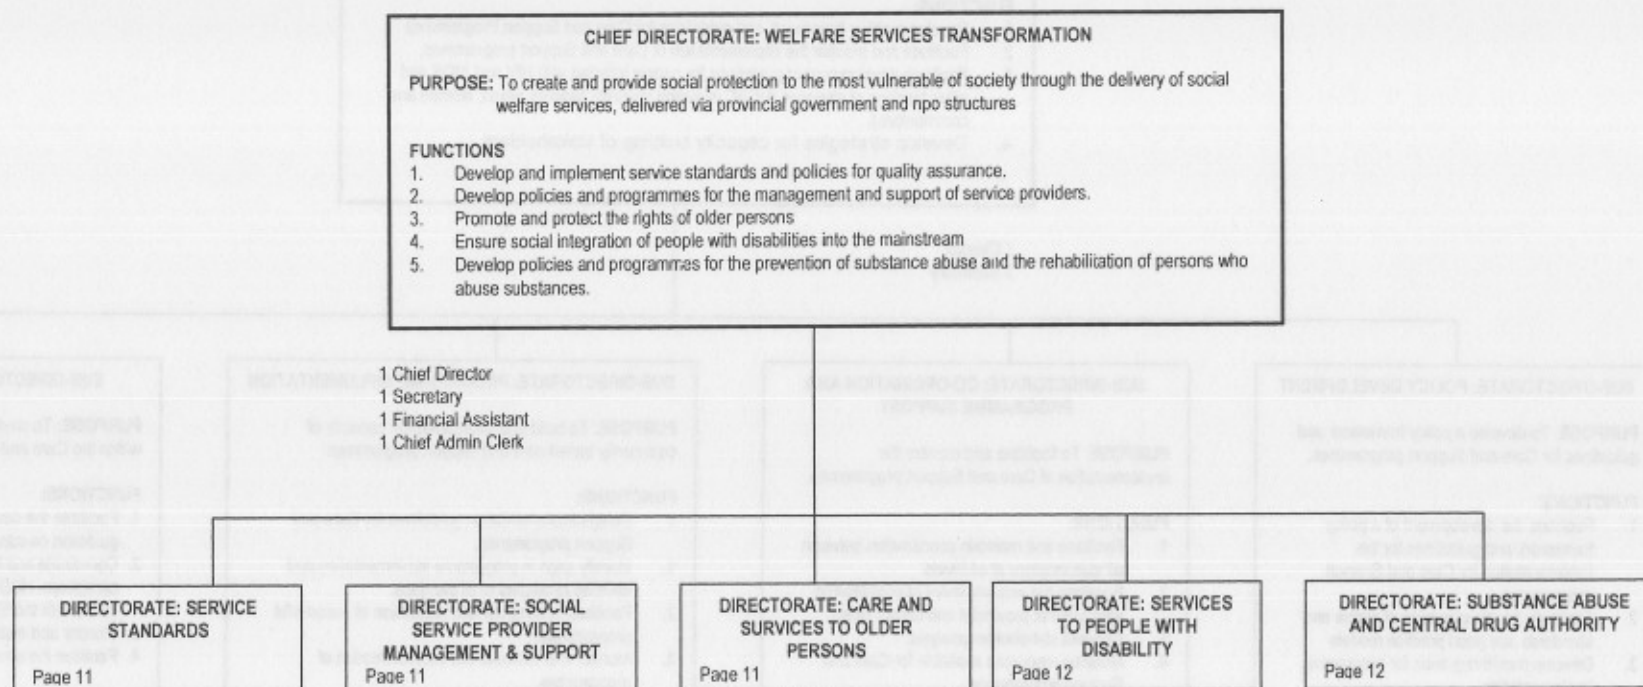 CHIEF DIRECTORATE: WELFARE SERVICES TRANSFORMATION
PURPOSE: To create and provide social protection to the most vulnerable of society through the delivery of social
welfare services, delivered via provincial government and npo structures
FUNCTIONS
1. Develop and implement service standards and policies for quality assurance.
2. Develop policies and programmes for the management and support of service providers.
3. Promote and protect the rights of older persons
4. Ensure social integration of people with disabilities into the mainstream
5. Develop policies and programmes for the prevention of substance abuse and the rehabilitation of persons who
abuse substances.
1 Chief Director
1 Secretary
1 Financial Assistant
1 Chief Admin Clerk
DIRECTORATE: SERVICE
STANDARDS
Page 11
DIRECTORATE: SOCIAL
SERVICE PROVIDER
MANAGEMENT & SUPPORT
Page 11
DIRECTORATE: CARE AND
SURVICES TO OLDER
PERSONS
Page 11
DIRECTORATE: SERVICES
TO PEOPLE WITH
DISABILITY
Page 12
DIRECTORATE: SUBSTANCE ABUSE
AND CENTRAL DRUG AUTHORITY
Page 12